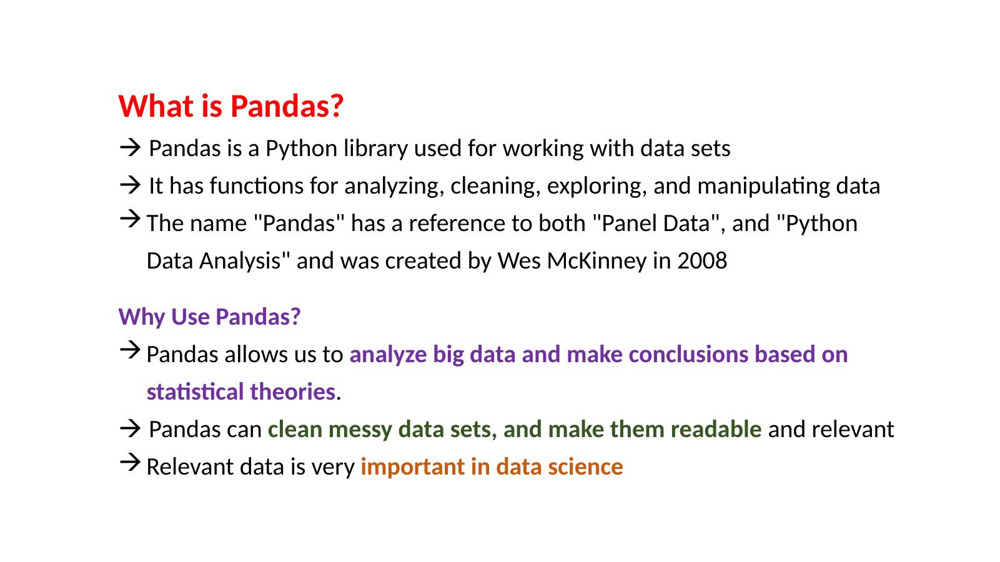 What is Pandas?
→ Pandas is a Python library used for working with data sets
→ It has functions for analyzing, cleaning, exploring, and manipulating data
→ The name "Pandas" has a reference to both "Panel Data", and "Python
Data Analysis" and was created by Wes McKinney in 2008
Why Use Pandas?
→ Pandas allows us to analyze big data and make conclusions based on
statistical theories.
→ Pandas can clean messy data sets, and make them readable and relevant
→ Relevant data is very important in data science